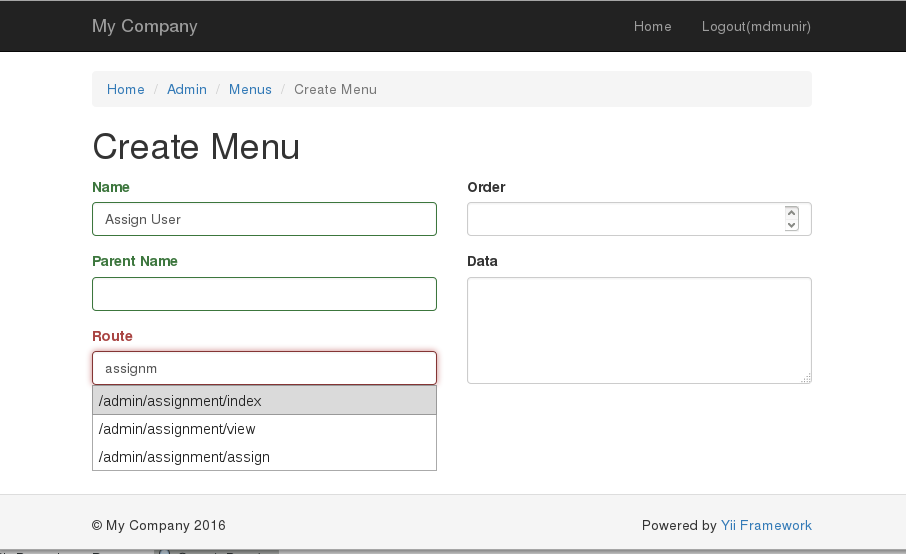 My Company Home Logout(mdmunir)
Home / Admin / Menus / Create Menu
Create Menu
Name
Assign User
Parent Name
Route
assignm
/admin/assignment/index
/admin/assignment/view
/admin/assignment/assign
Order
Data
© My Company 2016 Powered by Yii Framework